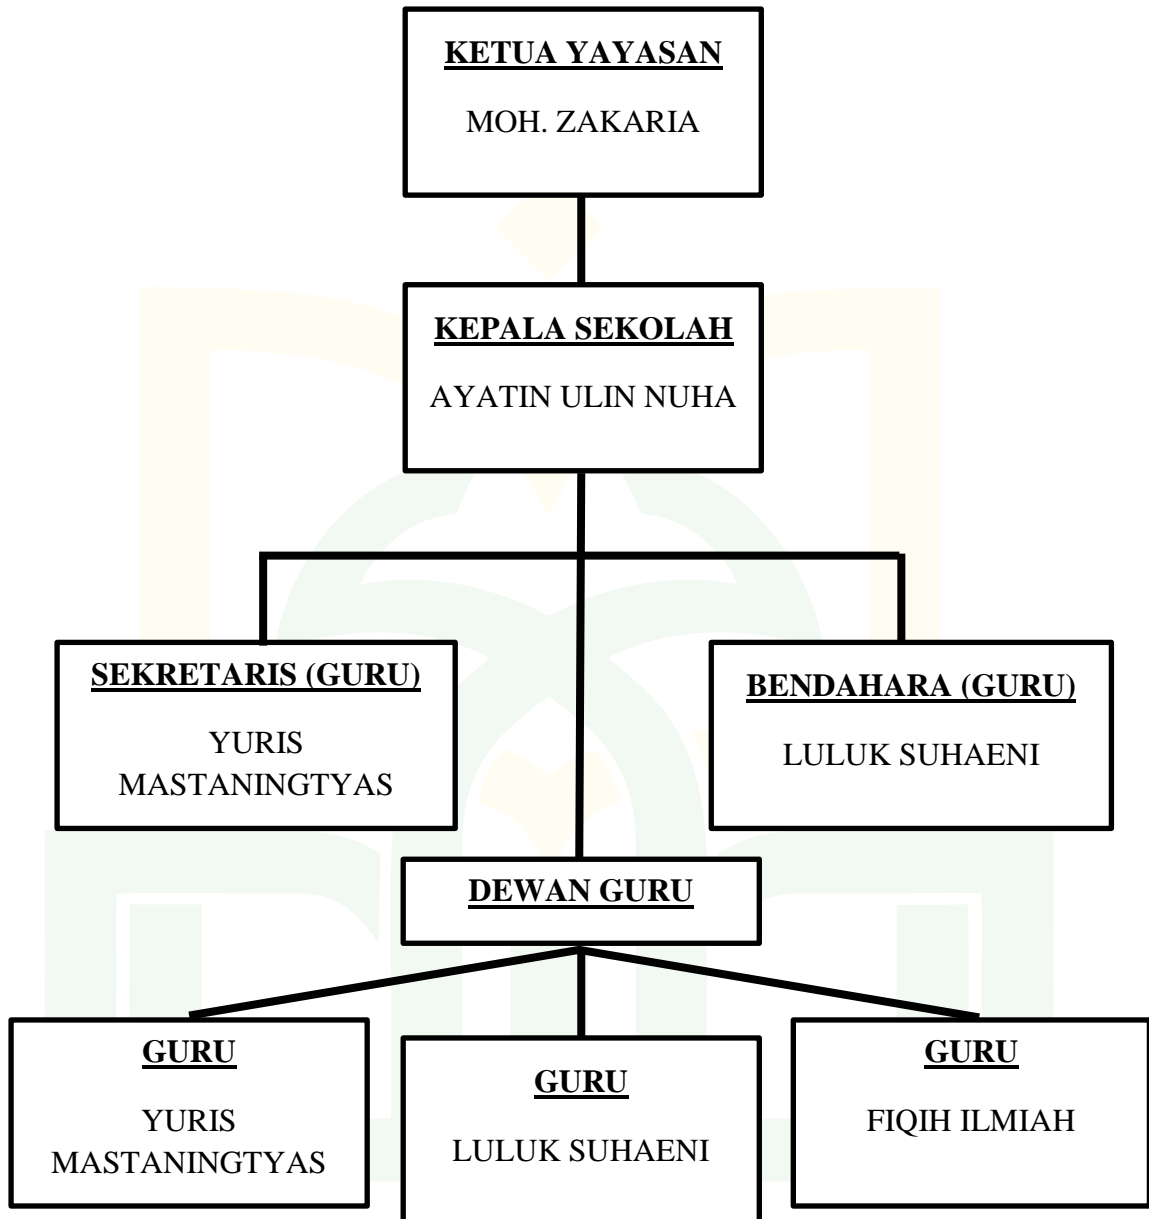 KETUA YAYASAN
MOH. ZAKARIA
KEPALA SEKOLAH
AYATIN ULIN NUHA
SEKRETARIS (GURU)
YURIS
MASTANINGTYAS
BENDAHARA (GURU)
LULUK SUHAENI
DEWAN GURU
GURU
YURIS
MASTANINGTYAS
GURU
LULUK SUHAENI
GURU
FIQIH ILMIAH